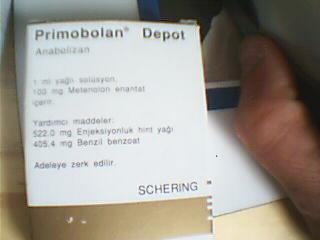 Primobolan® Depot
Anabolizan
1 ml yağlı solüsyon,
100 mg Metenolon enantat
içerir.
Yardımcı maddeler:
522.0 mg Enjeksiyonluk hint yağı
405.4 mg Benzil benzoat
Adeleye zerk edilir.
SCHERING